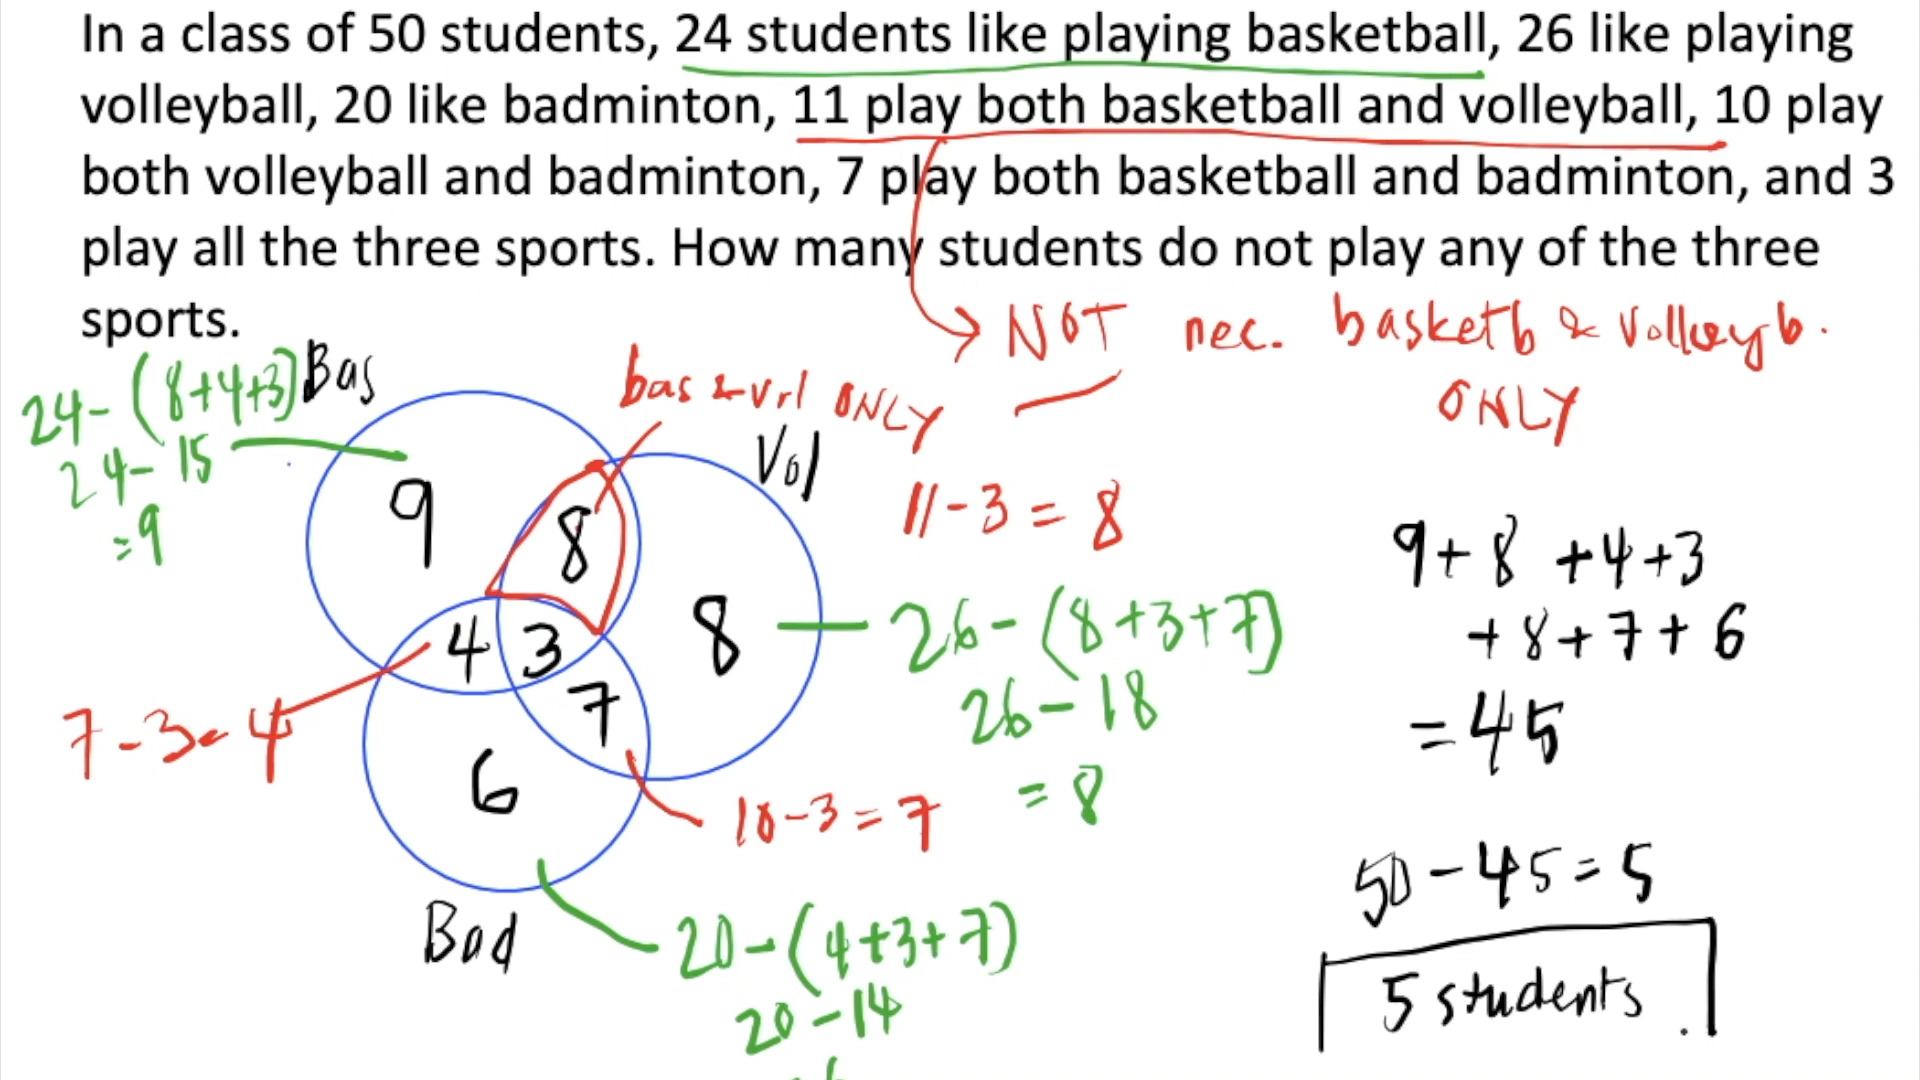 In a class of 50 students, 24 students like playing basketball, 26 like playing
volleyball, 20 like badminton, 11 play both basketball and volleyball, 10 play
both volleyball and badminton, 7 play both basketball and badminton, and 3
play all the three sports. How many students do not play any of the three
sports.
NOT nec. basketb & volleyb.
ONLY
24-(8+4+3)
24-15
=9
Bas
bas & vol ONLY
Vol
11-3=8
9
8
8
4
3
7
6
7-3=4
26-(8+3+7)
26-18
=8
10-3=7
Bad
20-(4+3+7)
20-14
9+8+4+3
+8+7+6
=45
50-45=5
5 students.